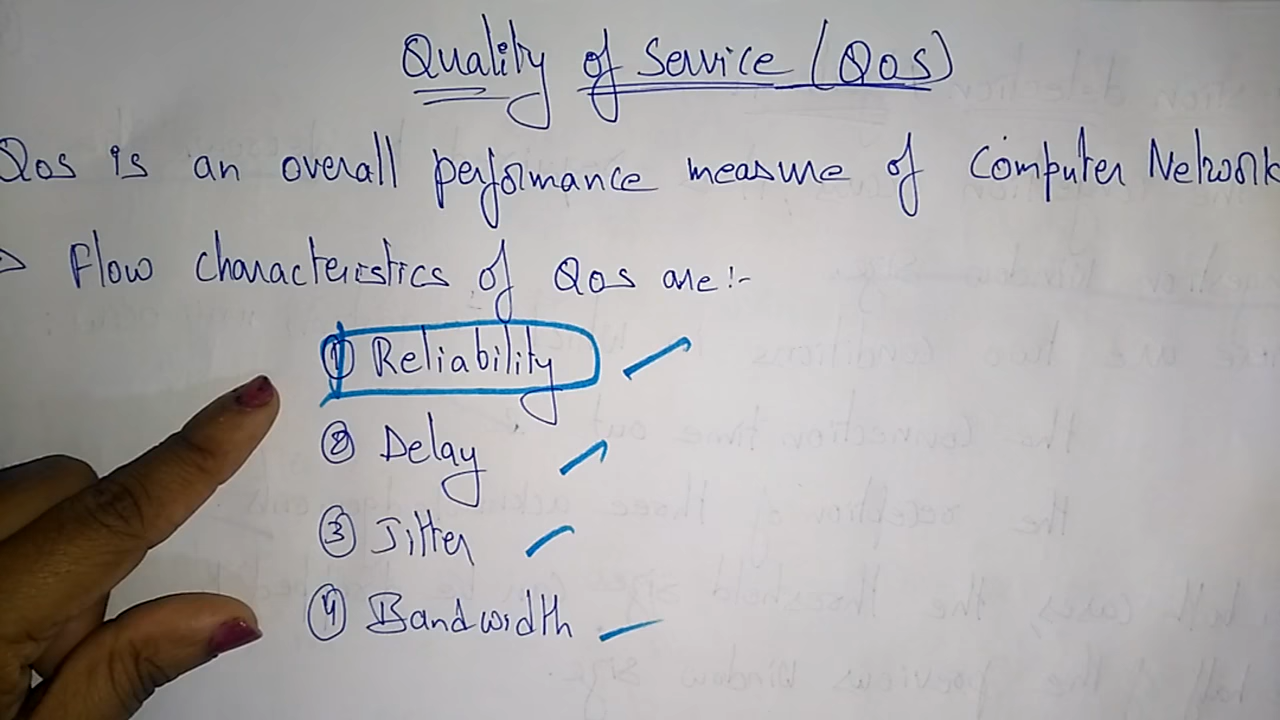 Quality of Service (QoS)
QoS is an overall performance measure of Computer Network
> Flow characteristics of QoS are:-
① Reliability
② Delay
③ Jitter
④ Bandwidth